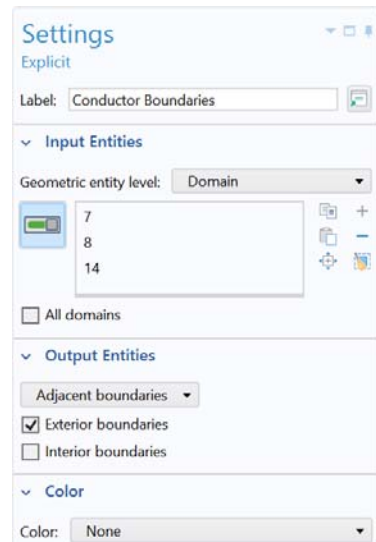 Settings
Explicit
Label: Conductor Boundaries
Input Entities
Geometric entity level: Domain
7
8
14
All domains
Output Entities
Adjacent boundaries
Exterior boundaries
Interior boundaries
Color
Color: None